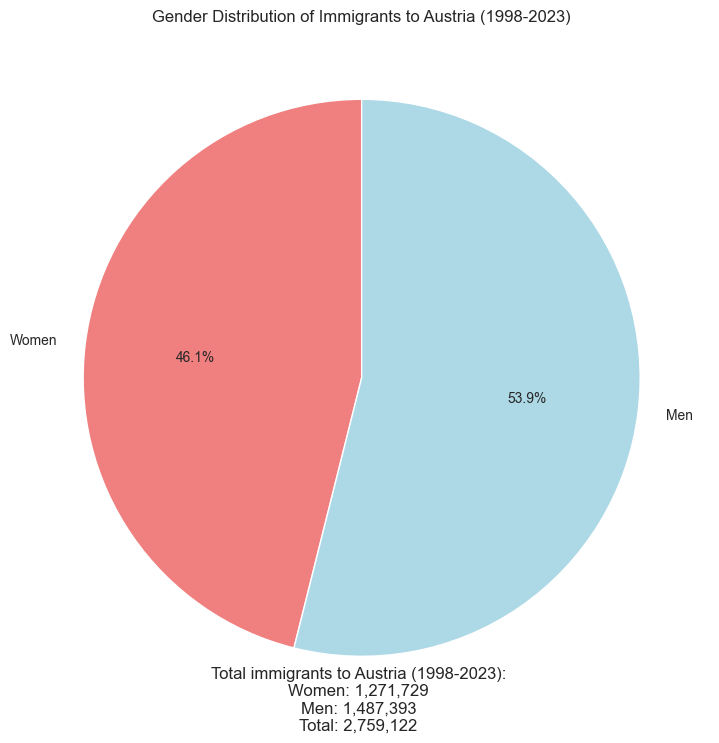 Gender Distribution of Immigrants to Austria (1998-2023)
Women
46.1%
53.9%
Men
Total immigrants to Austria (1998-2023):
Women: 1,271,729
Men: 1,487,393
Total: 2,759,122